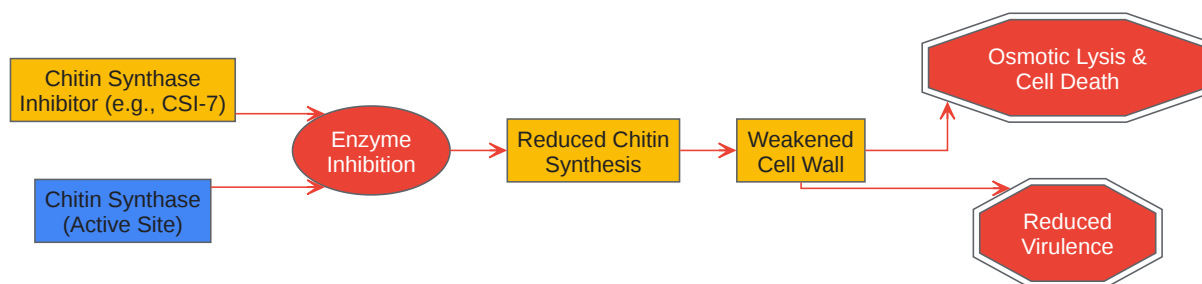 Chitin Synthase
Inhibitor (e.g., CSI-7)
Chitin Synthase
(Active Site)
Enzyme
Inhibition
Reduced Chitin
Synthesis
Weakened
Cell Wall
Osmotic Lysis &
Cell Death
Reduced
Virulence